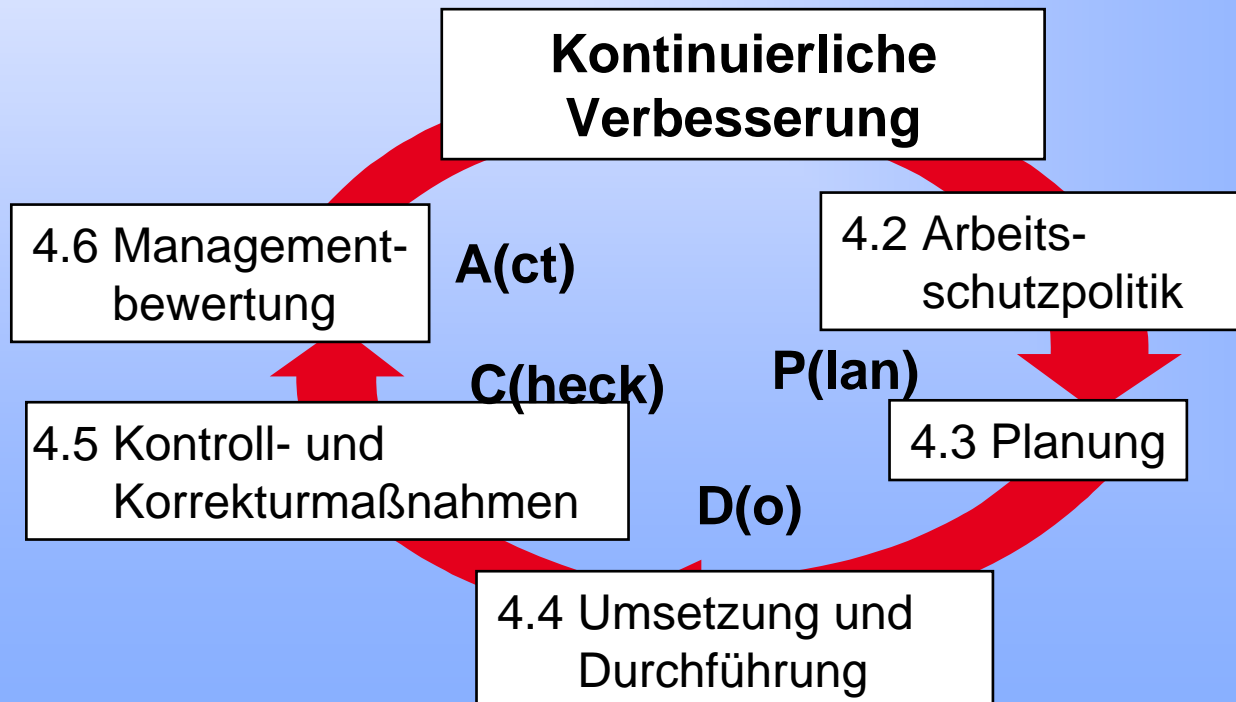 Kontinuierliche
Verbesserung
4.2 Arbeits-
schutzpolitik
P(lan)
4.3 Planung
D(o)
4.4 Umsetzung und
Durchführung
C(heck)
4.5 Kontroll- und
Korrekturmaßnahmen
A(ct)
4.6 Management-
bewertung